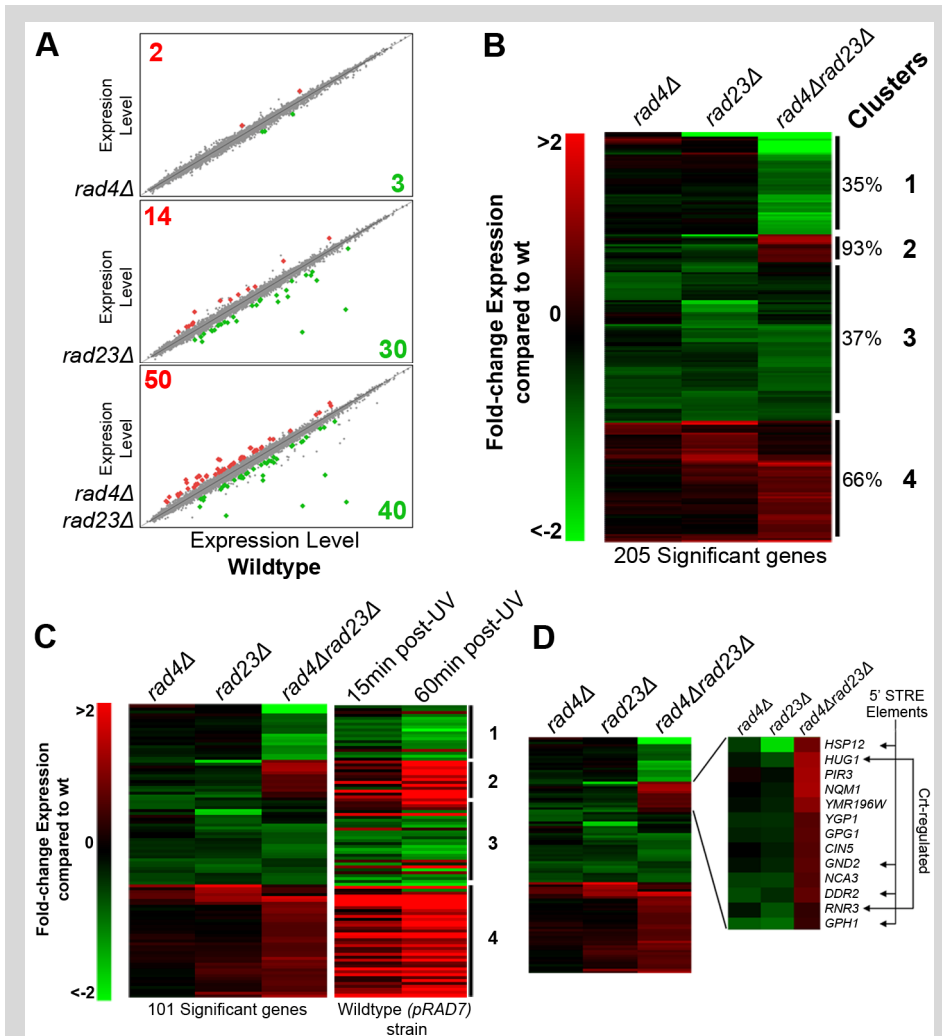 A
2
Expression
Level
rad4Δ
3
14
Expression
Level
rad23Δ
30
50
Expression
Level
rad4Δ
rad23Δ
40
Expression Level
Wildtype
B
rad4Δ
rad23Δ
rad4Δrad23Δ
Clusters
>2
0
<-2
Fold-change Expression
compared to wt
35% 1
93% 2
37% 3
66% 4
205 Significant genes
C
rad4Δ
rad23Δ
rad4Δrad23Δ
15min post-UV
60min post-UV
>2
0
<-2
Fold-change Expression
compared to wt
1
2
3
4
101 Significant genes
Wildtype (pRAD7)
strain
D
rad4Δ
rad23Δ
rad4Δrad23Δ
rad4Δ
rad23Δ
rad4Δrad23Δ
5' STRE
Elements
HSP12
HUG1
PIR3
NQM1
YMR196W
YGP1
GPG1
CIN5
GND2
NCA3
DDR2
RNR3
GPH1
Crt-regulated